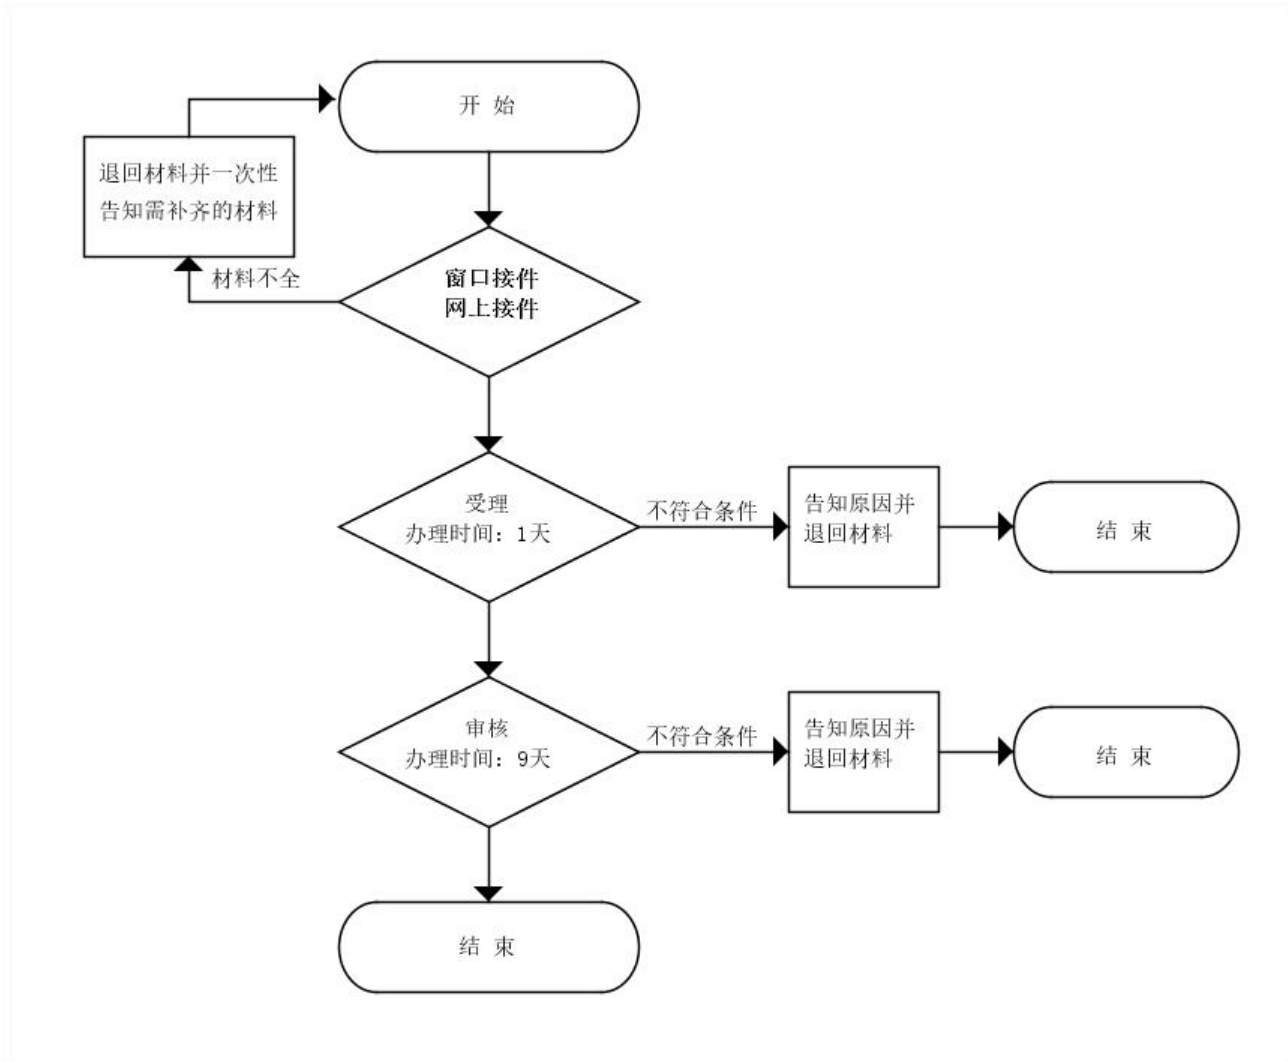 开 始
退回材料并一次性
告知需补齐的材料
材料不全
窗口接件
网上接件
受理
办理时间：1天
不符合条件
告知原因并
退回材料
结 束
审核
办理时间：9天
不符合条件
告知原因并
退回材料
结 束
结 束